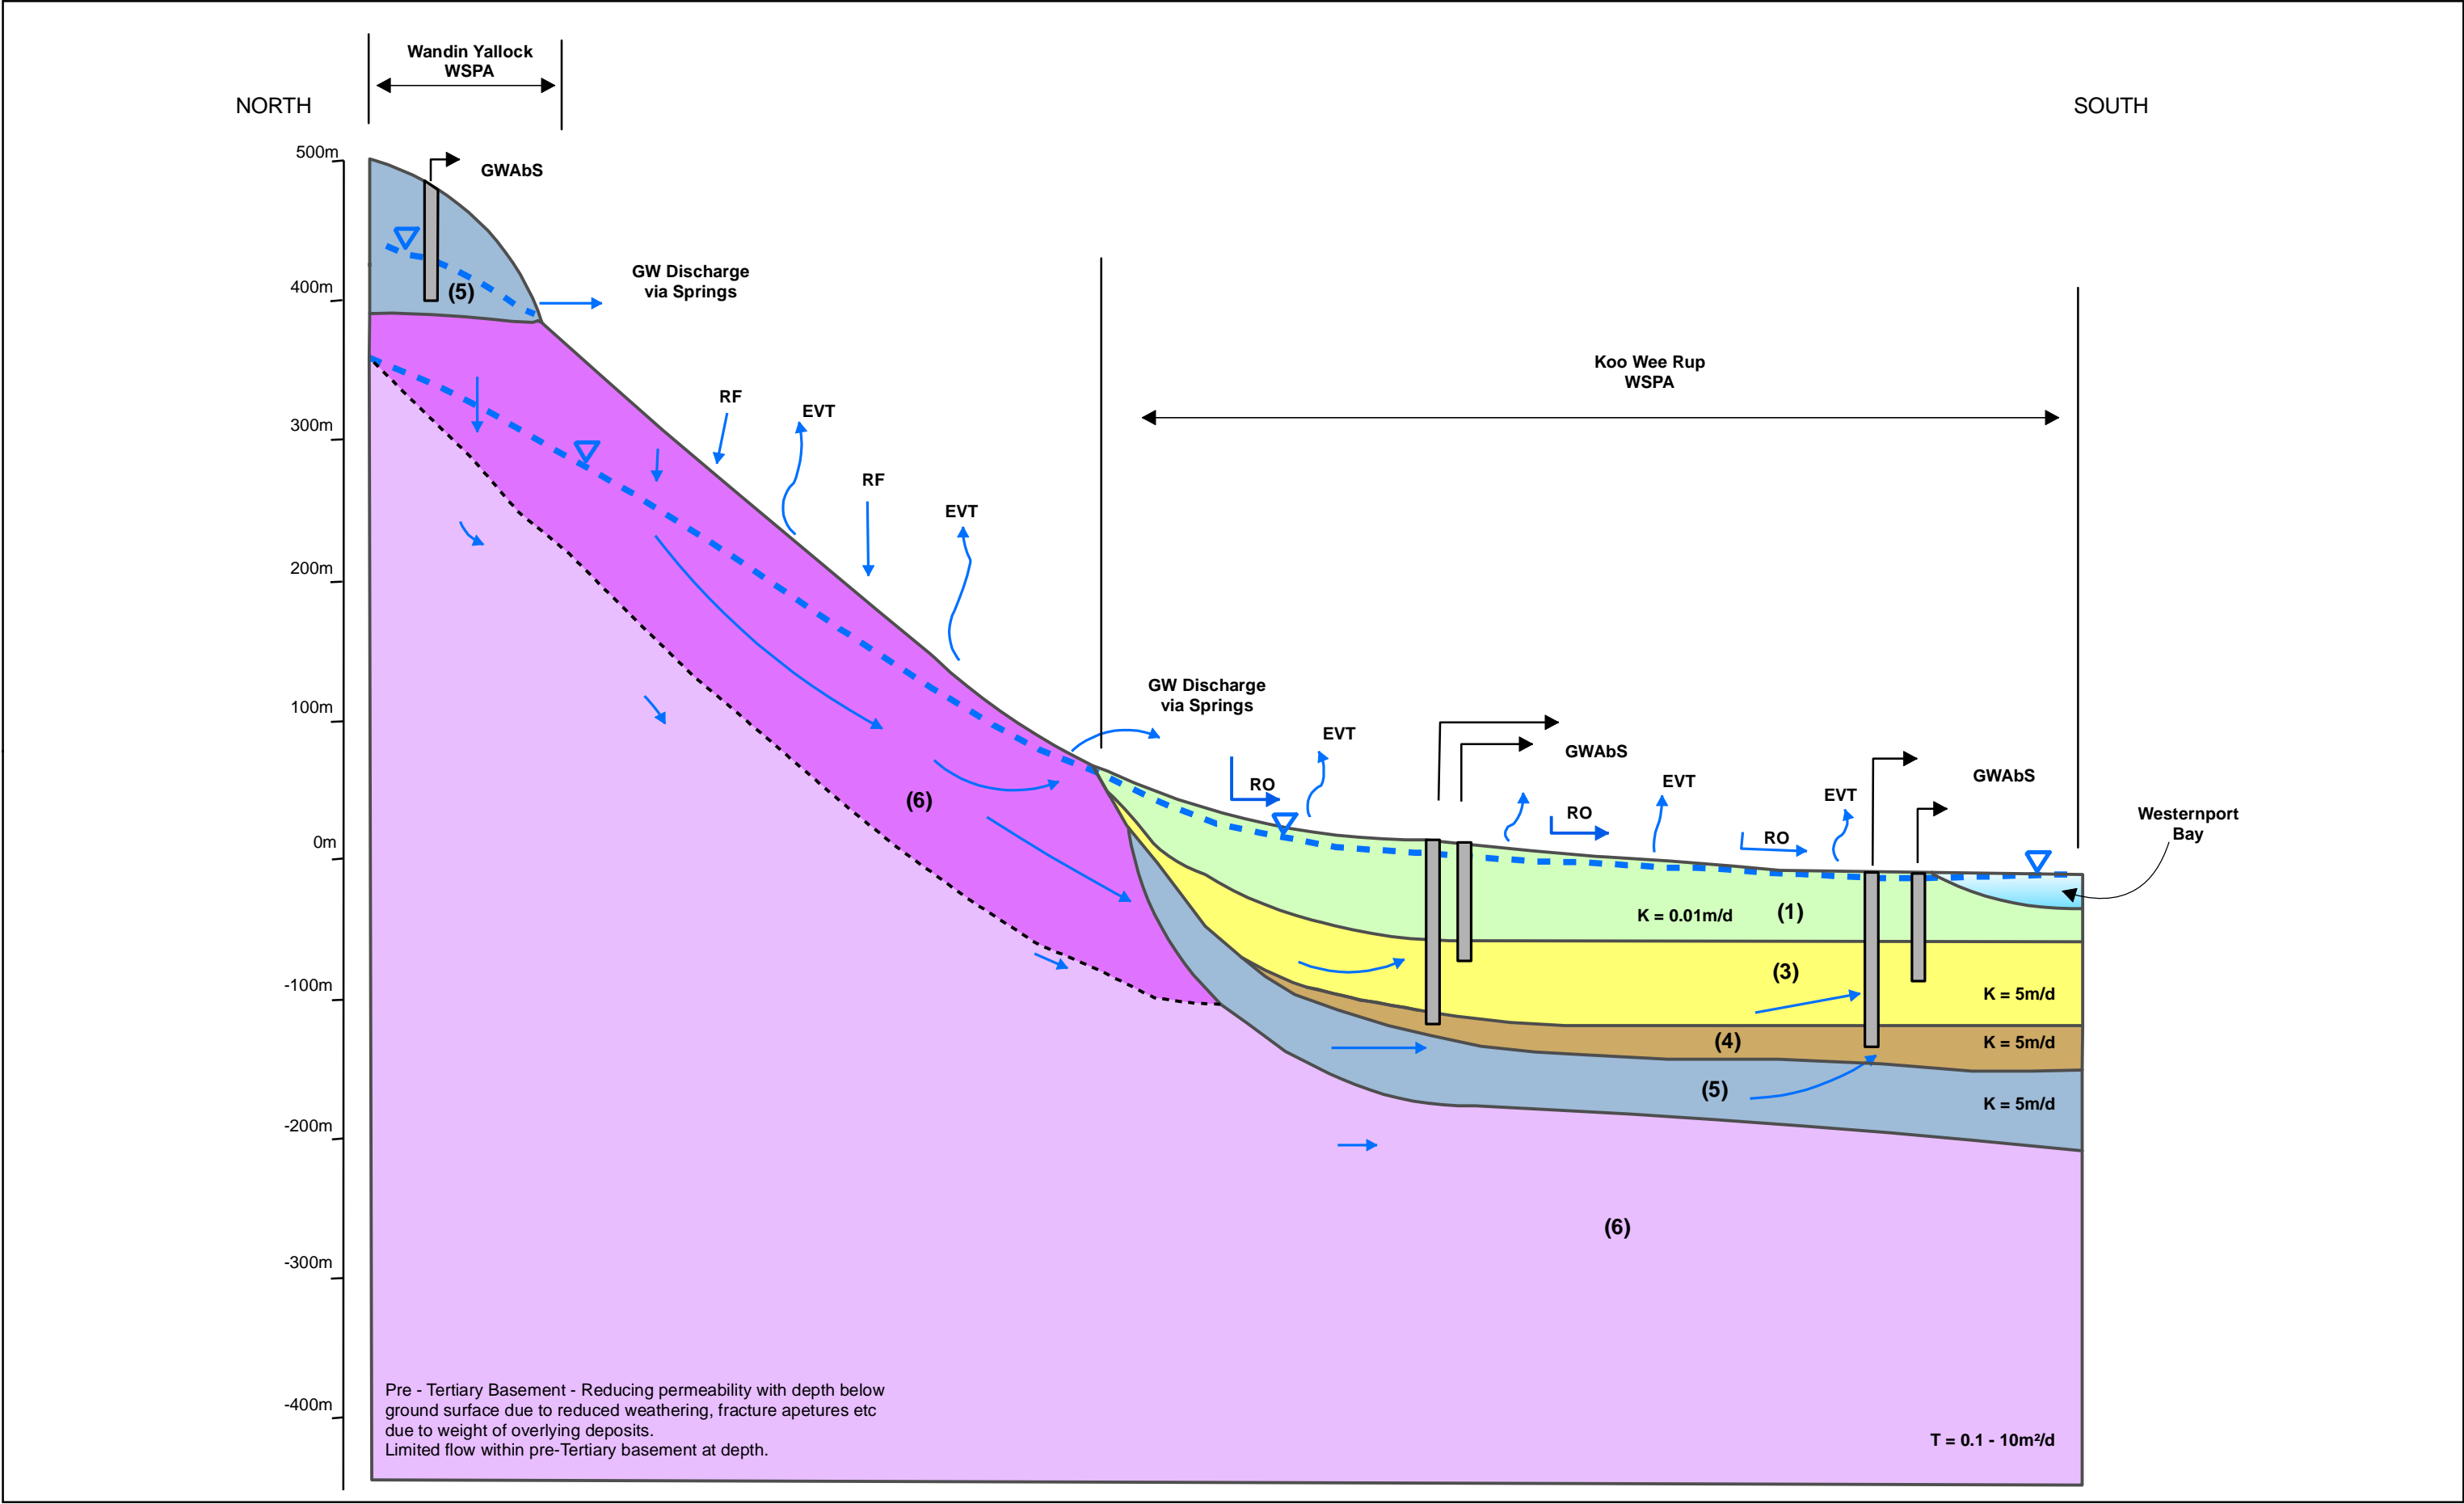 Wandin Yallock
WSPA
NORTH
SOUTH
500m
GWAbS
GW Discharge
via Springs
400m
(5)
Koo Wee Rup
WSPA
RF
EVT
300m
RF
EVT
200m
GW Discharge
via Springs
100m
EVT
GWAbS
GWAbS
RO
EVT
EVT
(6)
RO
RO
Westernport
Bay
0m
K = 0.01m/d
(1)
(3)
-100m
K = 5m/d
(4)
K = 5m/d
(5)
K = 5m/d
-200m
(6)
-300m
-400m
Pre - Tertiary Basement - Reducing permeability with depth below
ground surface due to reduced weathering, fracture apetures etc
due to weight of overlying deposits.
Limited flow within pre-Tertiary basement at depth.
T = 0.1 - 10m²/d